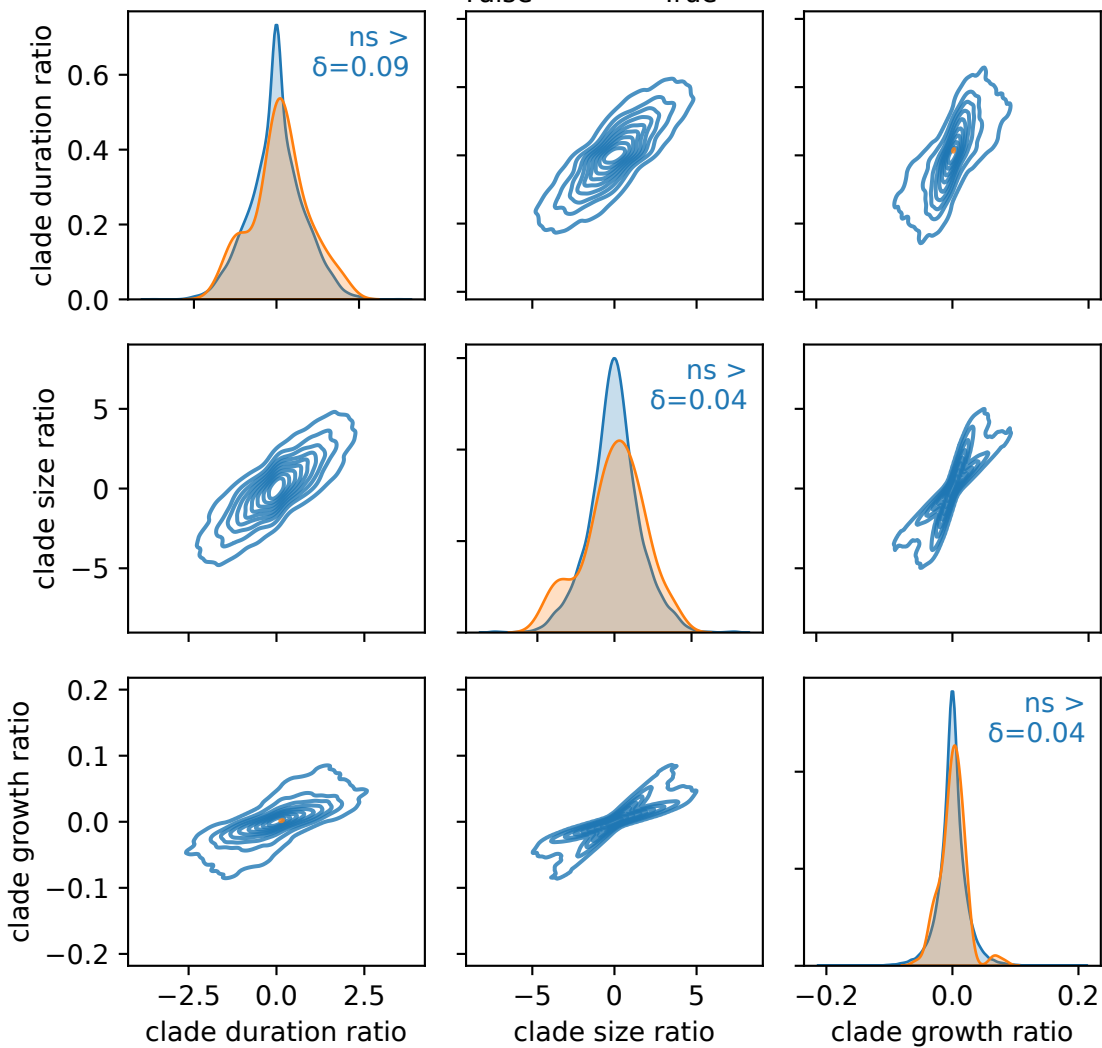 clade duration ratio
0.6
0.4
0.2
0.0
ns >
δ=0.09
clade size ratio
5
0
−5
ns >
δ=0.04
clade growth ratio
0.2
0.1
0.0
−0.1
−0.2
ns >
δ=0.04
−2.5 0.0 2.5
clade duration ratio
−5 0 5
clade size ratio
−0.2 0.0 0.2
clade growth ratio